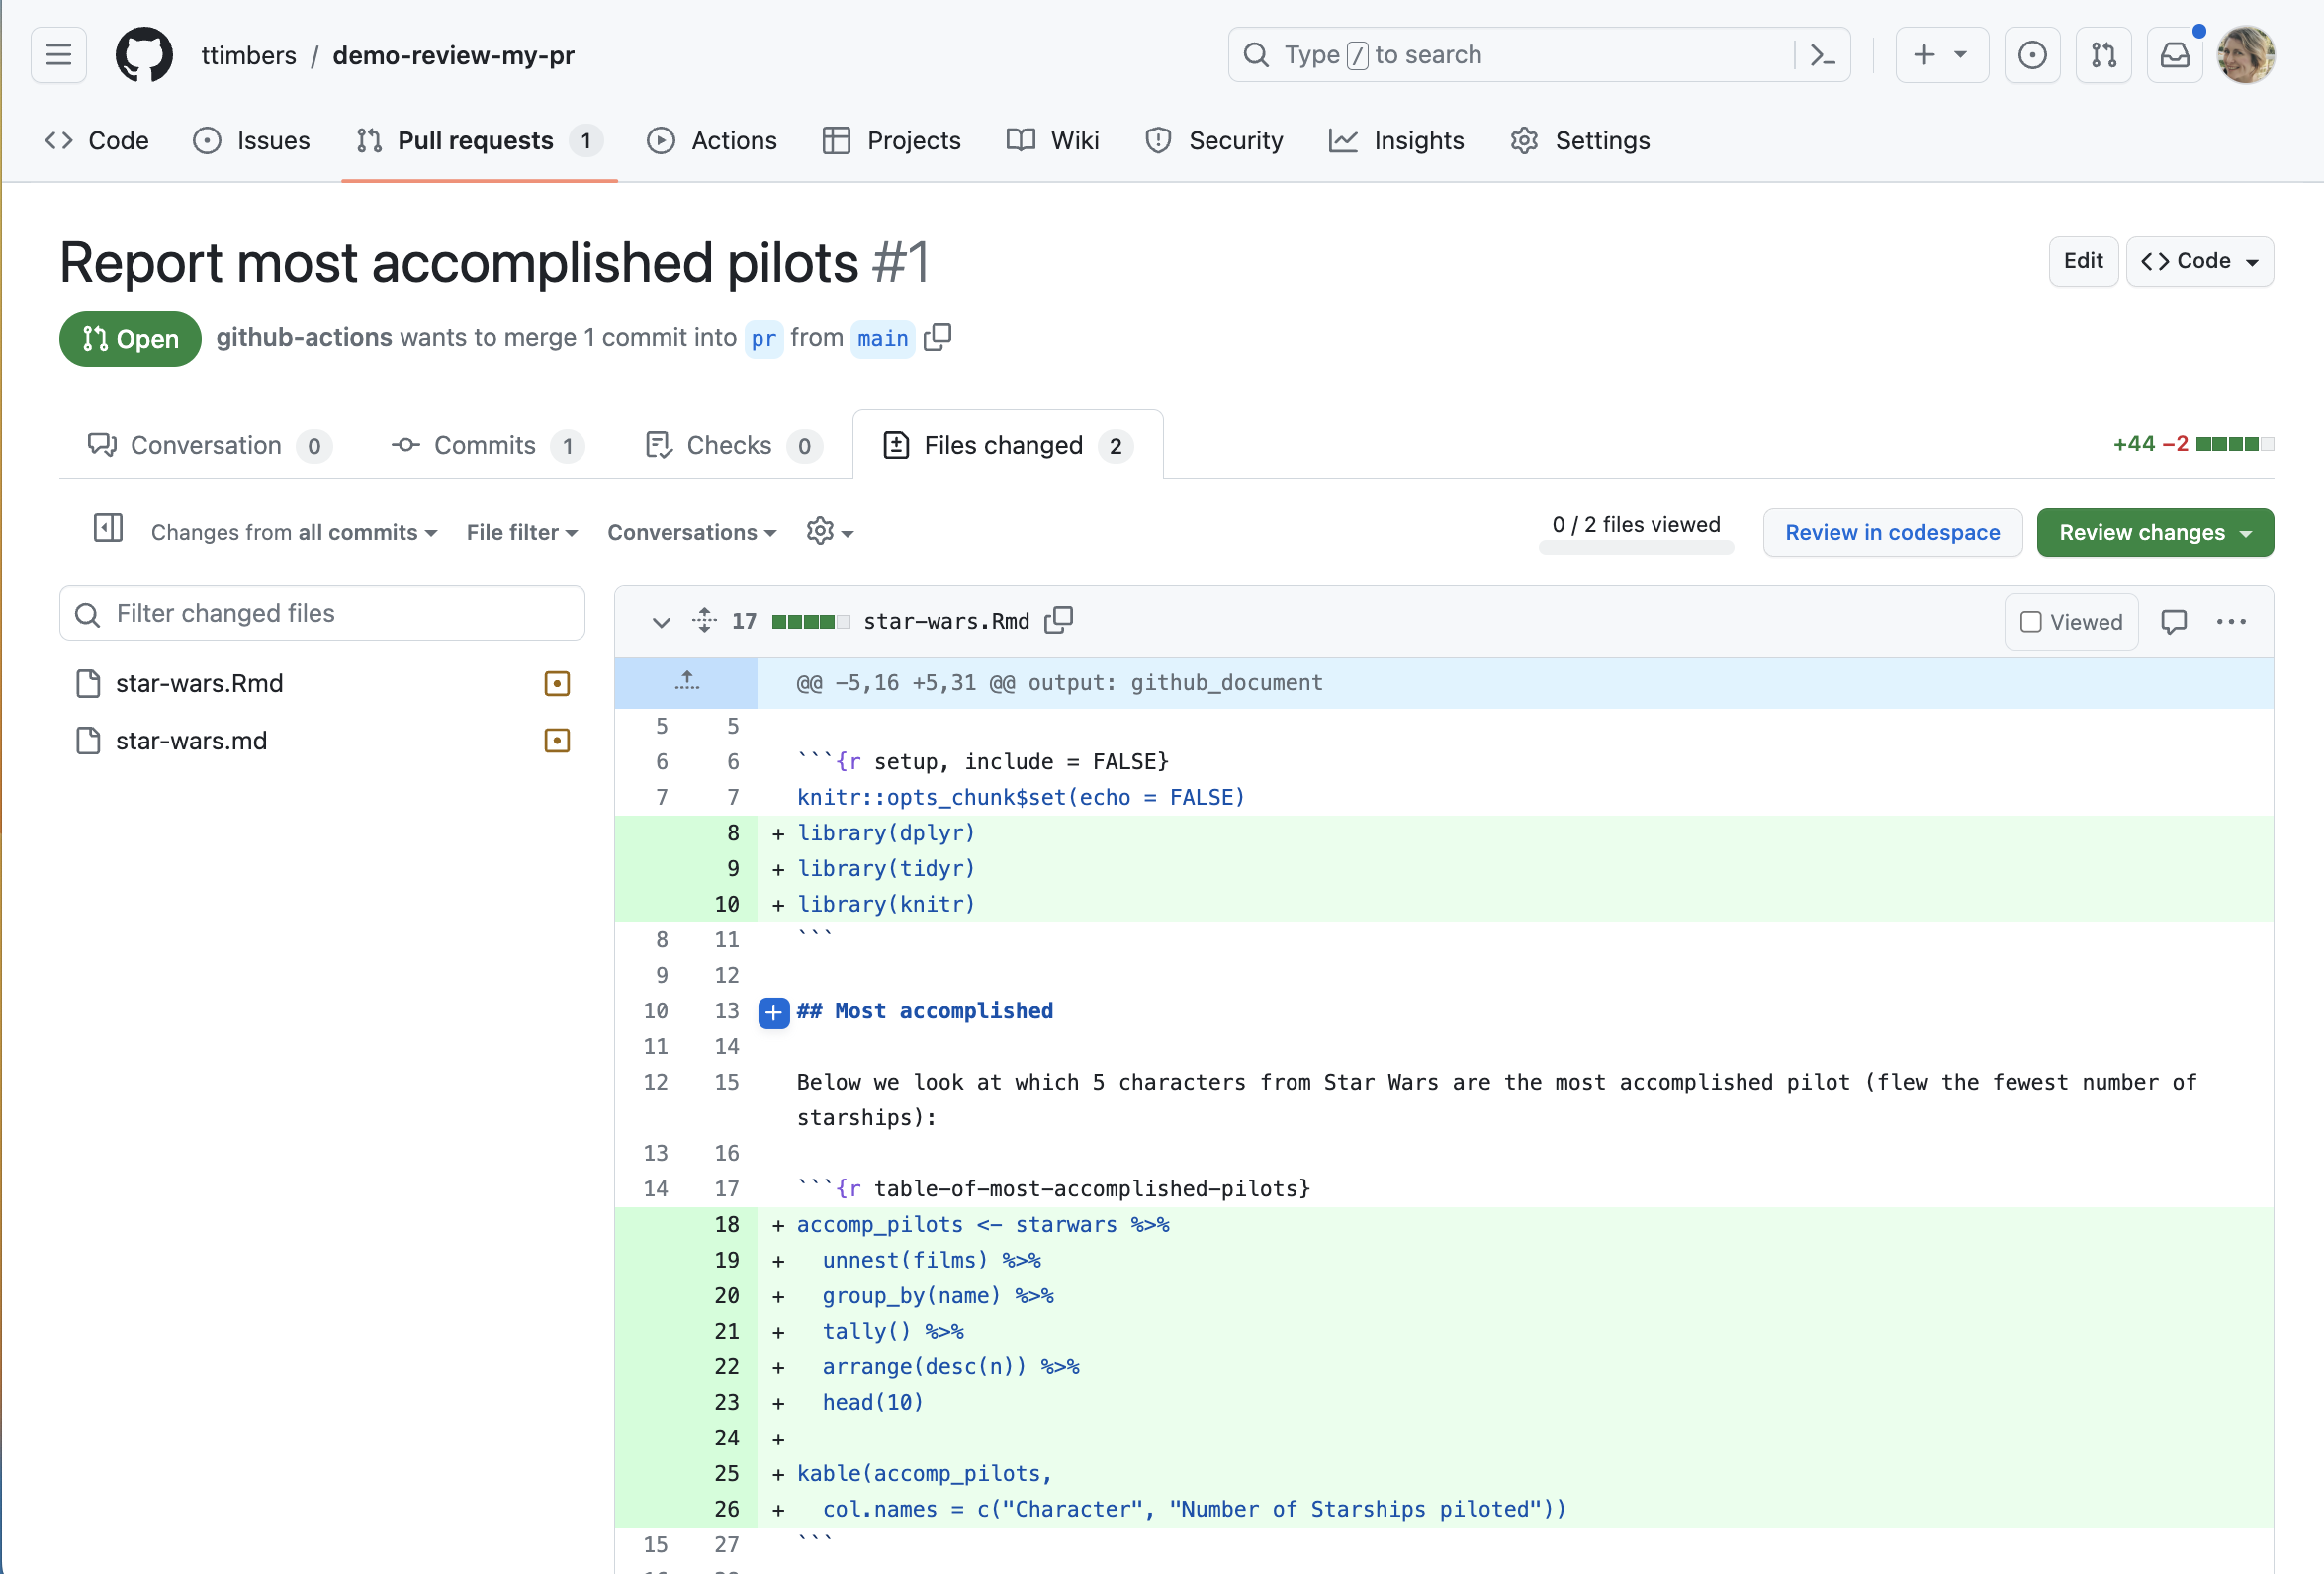 ttimbers / demo-review-my-pr
Type / to search
Code
Issues
Pull requests 1
Actions
Projects
Wiki
Security
Insights
Settings
Report most accomplished pilots #1
Edit
<> Code
Open
github-actions wants to merge 1 commit into pr from main
Conversation 0
Commits 1
Checks 0
Files changed 2
+44 −2
Changes from all commits
File filter
Conversations
0 / 2 files viewed
Review in codespace
Review changes
Filter changed files
star-wars.Rmd
star-wars.md
17 star-wars.Rmd
Viewed
@@ -5,16 +5,31 @@ output: github_document
5 5
6 6 ```{r setup, include = FALSE}
7 7 knitr::opts_chunk$set(echo = FALSE)
8 + library(dplyr)
9 + library(tidyr)
10 + library(knitr)
8 11 ```
9 12
10 13 ## Most accomplished
11 14
12 15 Below we look at which 5 characters from Star Wars are the most accomplished pilot (flew the fewest number of
starships):
13 16
14 17 ```{r table-of-most-accomplished-pilots}
18 + accomp_pilots <- starwars %>%
19 +   unnest(films) %>%
20 +   group_by(name) %>%
21 +   tally() %>%
22 +   arrange(desc(n)) %>%
23 +   head(10)
24 +
25 + kable(accomp_pilots,
26 +   col.names = c("Character", "Number of Starships piloted"))
15 27 ```